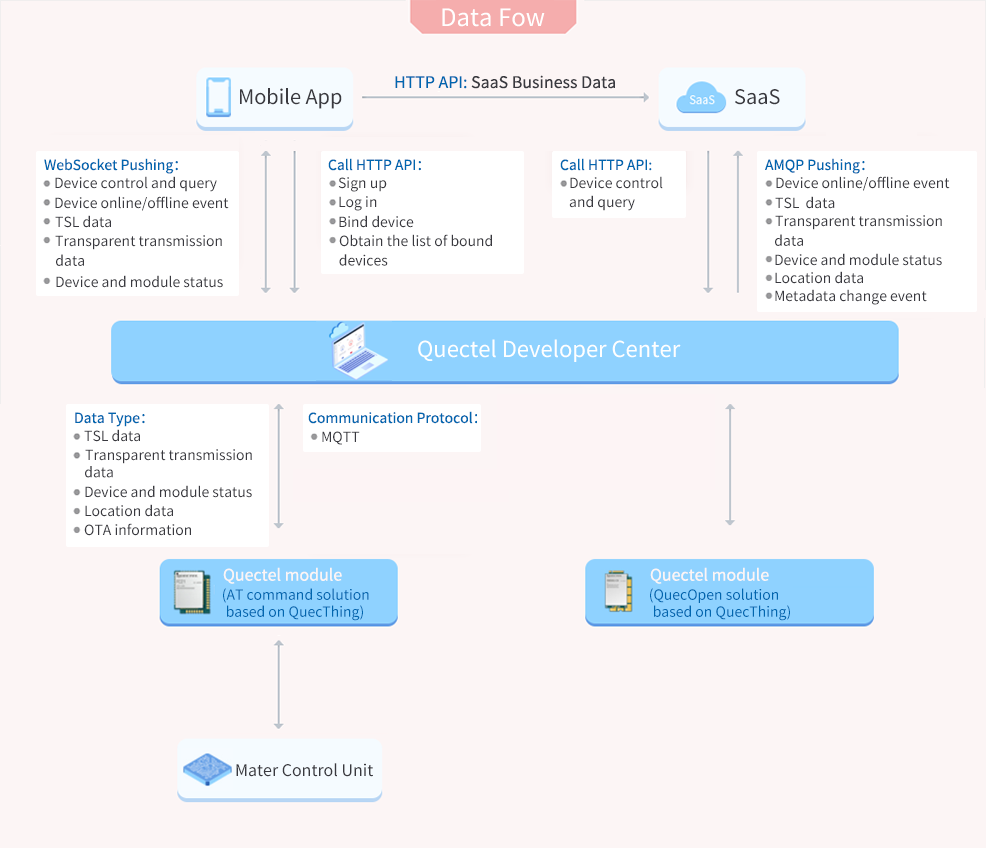 Data Fow
Mobile App
HTTP API: SaaS Business Data
SaaS
SaaS
WebSocket Pushing:
• Device control and query
• Device online/offline event
• TSL data
• Transparent transmission
data
• Device and module status
Call HTTP API:
• Sign up
• Log in
• Bind device
• Obtain the list of bound
devices
Call HTTP API:
• Device control
and query
AMQP Pushing:
• Device online/offline event
• TSL data
• Transparent transmission
data
• Device and module status
• Location data
• Metadata change event
Quectel Developer Center
Data Type:
• TSL data
• Transparent transmission
data
• Device and module status
• Location data
• OTA information
Communication Protocol:
• MQTT
Quectel module
(AT command solution
based on QuecThing)
Quectel module
(QuecOpen solution
based on QuecThing)
Mater Control Unit